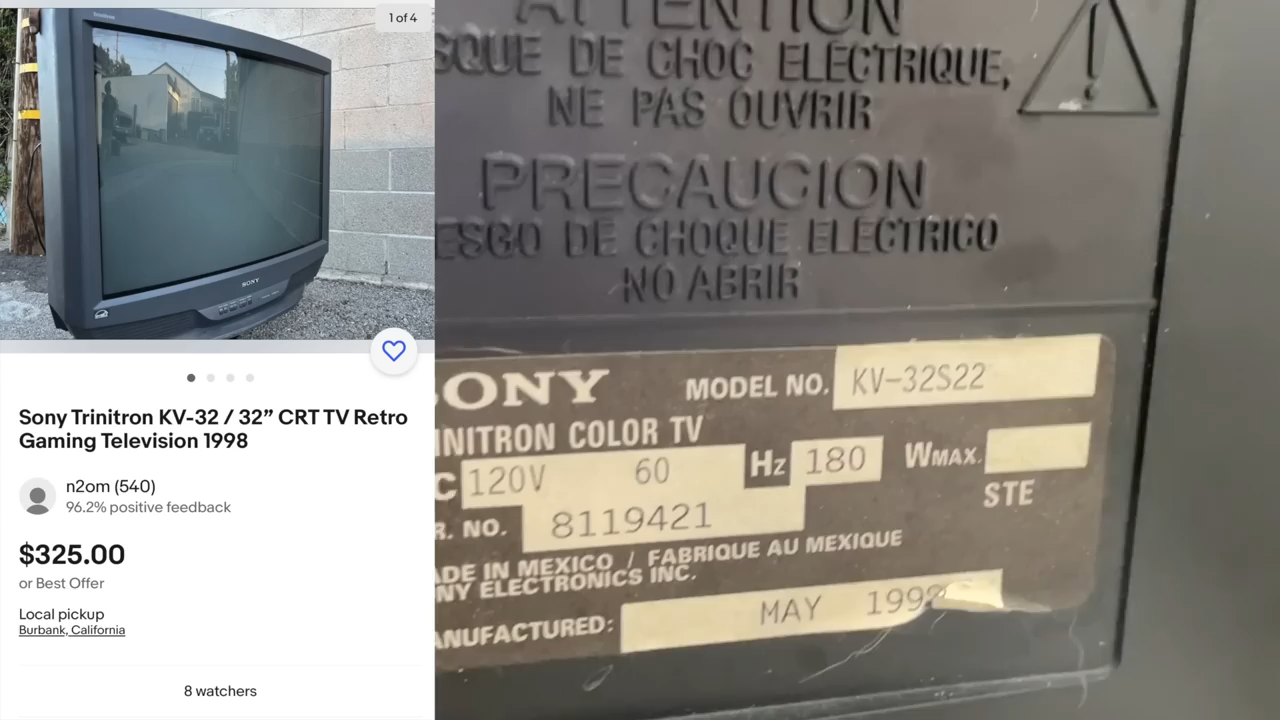 1 of 4
SONY
Sony Trinitron KV-32 / 32” CRT TV Retro
Gaming Television 1998
n2om (540)
96.2% positive feedback
$325.00
or Best Offer
Local pickup
Burbank, California
8 watchers
ATTENTION
SQUE DE CHOC ELECTRIQUE,
NE PAS OUVRIR
PRECAUCION
ESGO DE CHOQUE ELECTRICO
NO ABRIR
SONY MODEL NO. KV-32S22
INITRON COLOR TV
C 120V 60 Hz 180 WMAX.
STE
R. NO. 8119421
ADE IN MEXICO / FABRIQUE AU MEXIQUE
NY ELECTRONICS INC.
ANUFACTURED: MAY 1998